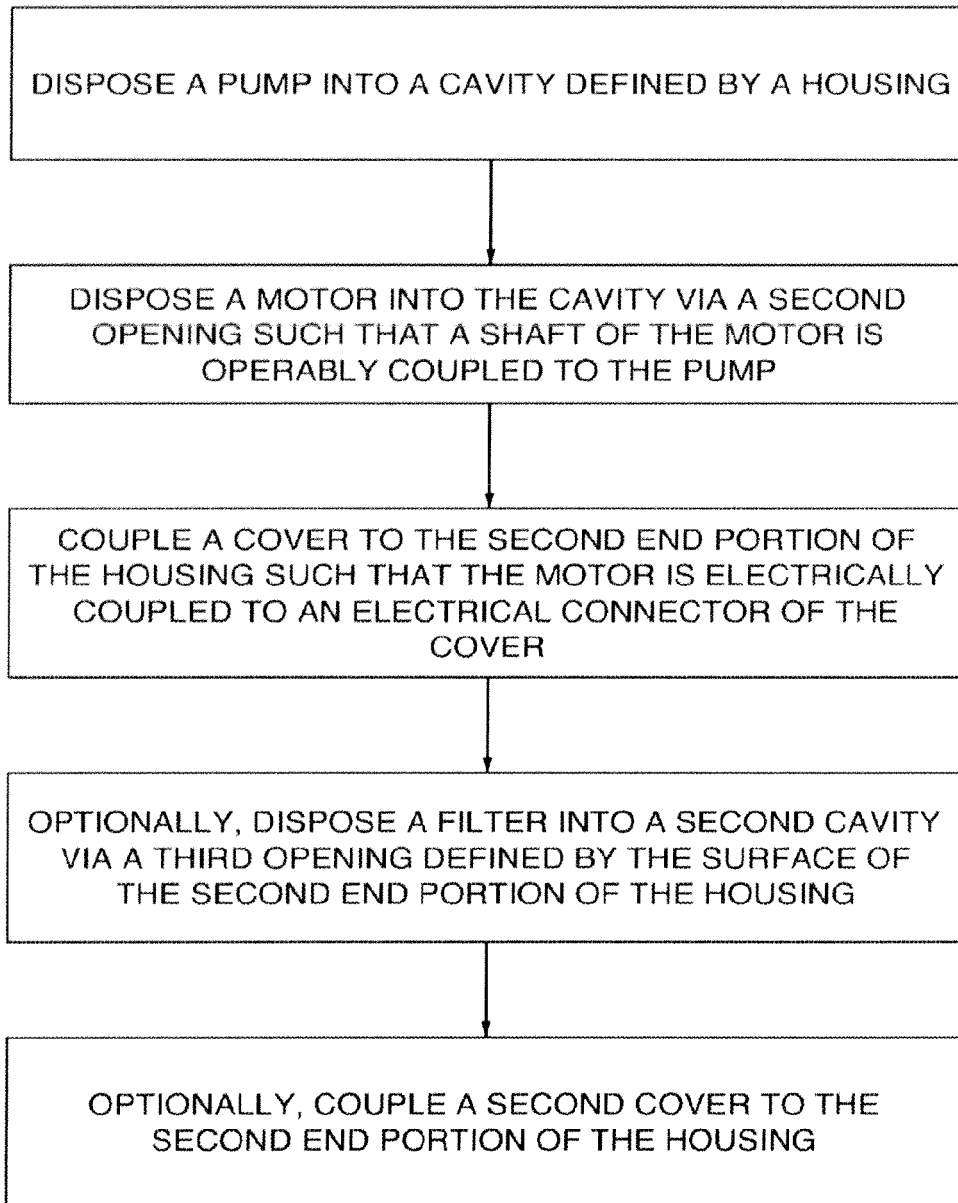 DISPOSE A PUMP INTO A CAVITY DEFINED BY A HOUSING
DISPOSE A MOTOR INTO THE CAVITY VIA A SECOND
OPENING SUCH THAT A SHAFT OF THE MOTOR IS
OPERABLY COUPLED TO THE PUMP
COUPLE A COVER TO THE SECOND END PORTION OF
THE HOUSING SUCH THAT THE MOTOR IS ELECTRICALLY
COUPLED TO AN ELECTRICAL CONNECTOR OF THE
COVER
OPTIONALLY, DISPOSE A FILTER INTO A SECOND CAVITY
VIA A THIRD OPENING DEFINED BY THE SURFACE OF
THE SECOND END PORTION OF THE HOUSING
OPTIONALLY, COUPLE A SECOND COVER TO THE
SECOND END PORTION OF THE HOUSING